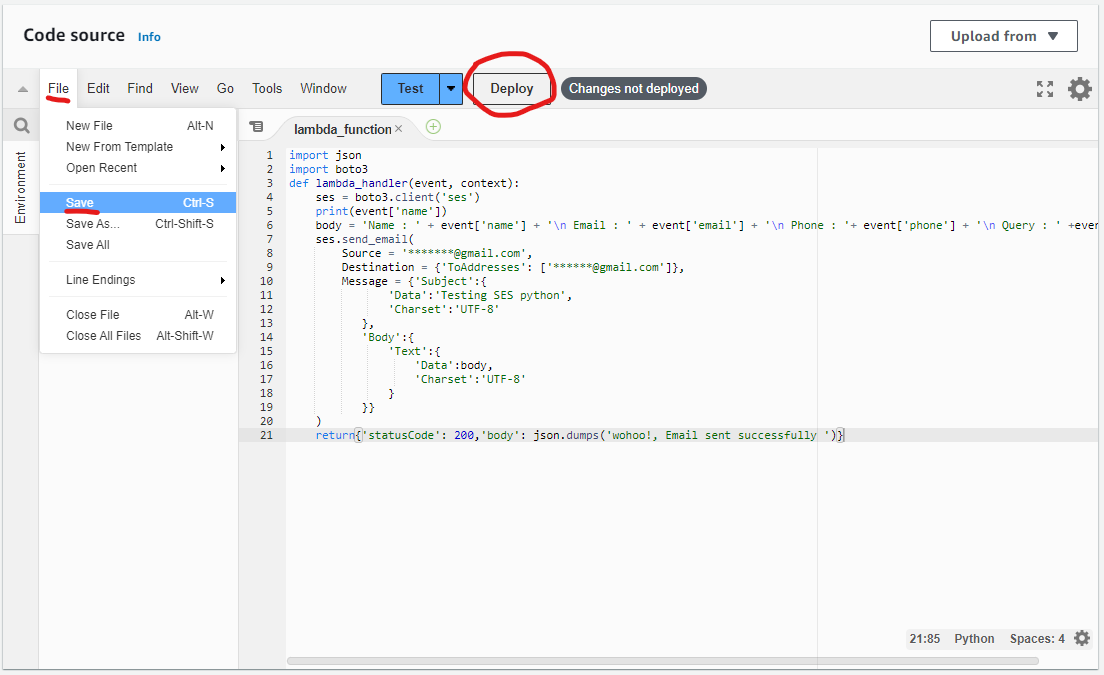 Code source Info
Upload from
File Edit Find View Go Tools Window Test Deploy Changes not deployed
Environment
New File Alt-N
New From Template
Open Recent
Save Ctrl-S
Save As... Ctrl-Shift-S
Save All
Line Endings
Close File Alt-W
Close All Files Alt-Shift-W
lambda_function
1 import json
2 import boto3
3 def lambda_handler(event, context):
4 ses = boto3.client('ses')
5 print(event['name'])
6 body = 'Name : ' + event['name'] + '\n Email : ' + event['email'] + '\n Phone : '+ event['phone'] + '\n Query : ' +even
7 ses.send_email(
8 Source = '*******@gmail.com',
9 Destination = {'ToAddresses': ['******@gmail.com']},
10 Message = {'Subject':{
11 'Data':'Testing SES python',
12 'Charset':'UTF-8'
13 },
14 'Body':{
15 'Text':{
16 'Data':body,
17 'Charset':'UTF-8'
18 }
19 }}
20 )
21 return{'statusCode': 200,'body': json.dumps('wohoo!, Email sent successfully ')}
21:85 Python Spaces: 4